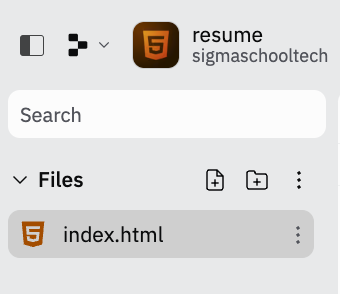 resume
sigmaschooltech
Search
Files
index.html